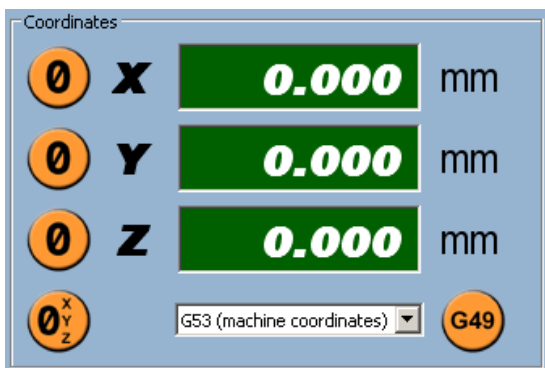 Coordinates
0 X 0.000 mm
0 Y 0.000 mm
0 Z 0.000 mm
0 X Y Z G53 (machine coordinates) G49